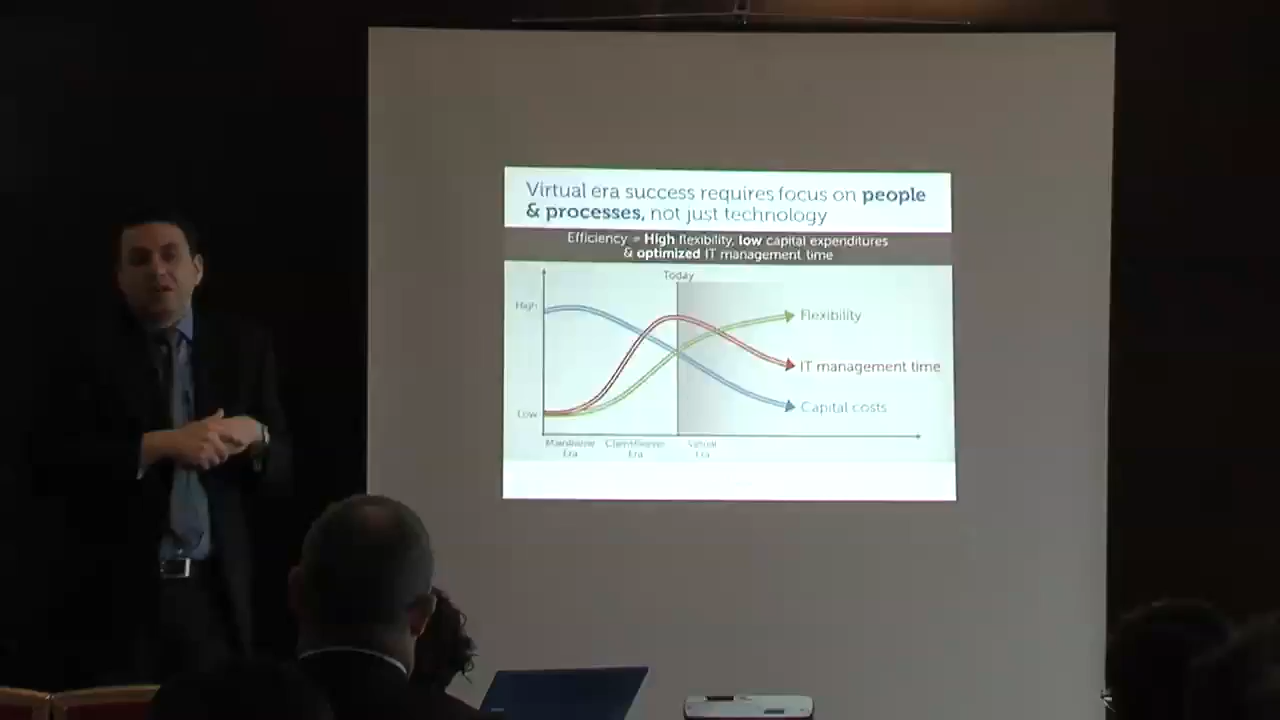 Virtual era success requires focus on people
& processes, not just technology
Efficiency = High flexibility, low capital expenditures
& optimized IT management time
Today
High
Flexibility
IT management time
Capital costs
Low
Mainframe Era
Client/Server Era
Virtual Era